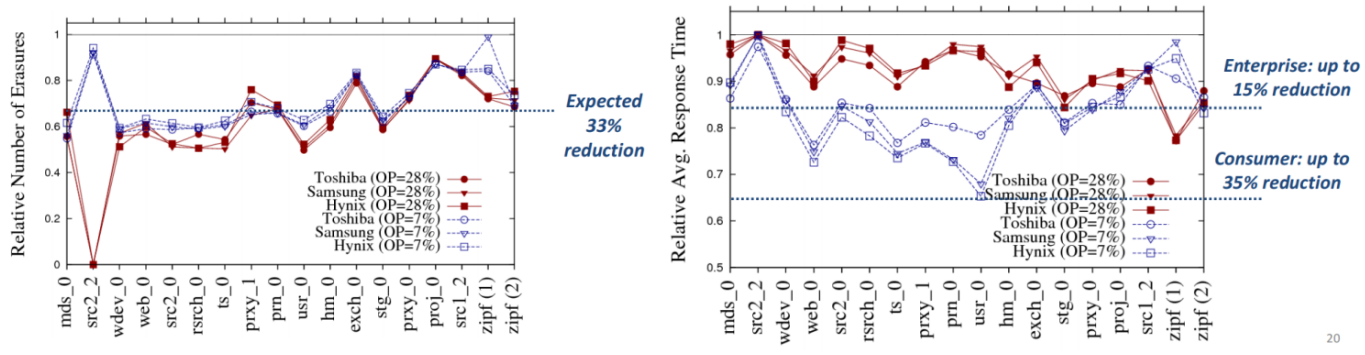 Relative Number of Erasures
1
0.8
0.6
0.4
0.2
0
Toshiba (OP=28%)
Samsung (OP=28%)
Hynix (OP=28%)
Toshiba (OP=7%)
Samsung (OP=7%)
Hynix (OP=7%)
mds_0
src2_2
wdev_0
web_0
src2_0
rsrch_0
ts_0
prxy_1
prn_0
usr_0
hm_0
exch_0
stg_0
prxy_0
proj_0
src1_2
zipf (1)
zipf (2)
Expected
33%
reduction
Relative Avg. Response Time
1
0.9
0.8
0.7
0.6
0.5
Toshiba (OP=28%)
Samsung (OP=28%)
Hynix (OP=28%)
Toshiba (OP=7%)
Samsung (OP=7%)
Hynix (OP=7%)
mds_0
src2_2
wdev_0
web_0
src2_0
rsrch_0
ts_0
prxy_1
prn_0
usr_0
hm_0
exch_0
stg_0
prxy_0
proj_0
src1_2
zipf (1)
zipf (2)
Enterprise: up to
15% reduction
Consumer: up to
35% reduction
20